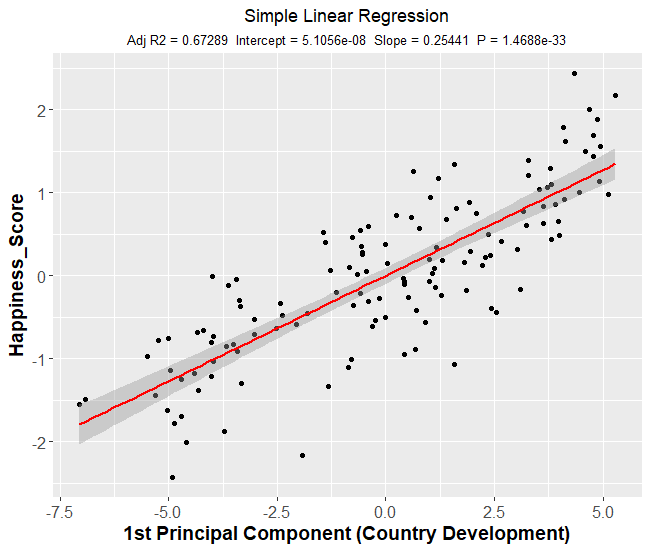 Simple Linear Regression
Adj R2 = 0.67289 Intercept = 5.1056e-08 Slope = 0.25441 P = 1.4688e-33
Happiness_Score
2
1
0
-1
-2
-7.5 -5.0 -2.5 0.0 2.5 5.0
1st Principal Component (Country Development)